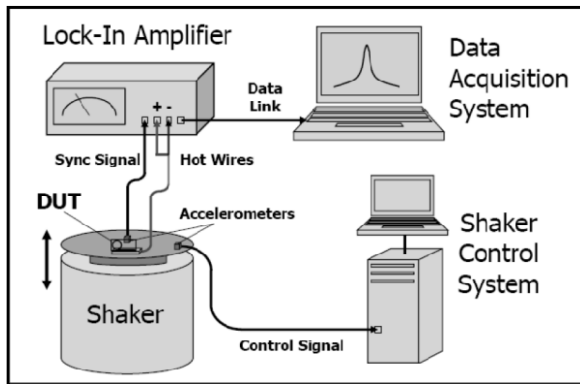 Lock-In Amplifier
+ -
Data
Link
Data
Acquisition
System
Sync Signal
Hot Wires
DUT
Accelerometers
Shaker
Shaker
Control
System
Control Signal